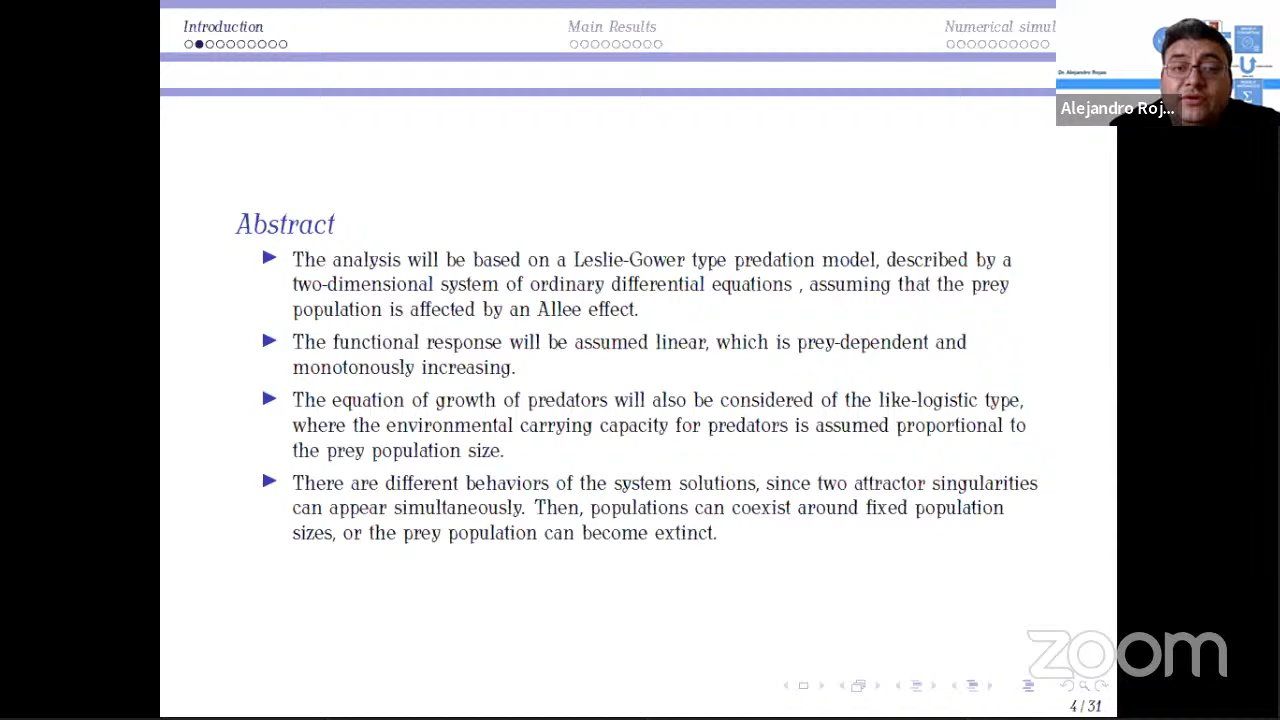 Introduction
Main Results
Numerical simul
Dr. Alejandro Rojas
Alejandro Roj...
Abstract
The analysis will be based on a Leslie-Gower type predation model, described by a
two-dimensional system of ordinary differential equations , assuming that the prey
population is affected by an Allee effect.
The functional response will be assumed linear, which is prey-dependent and
monotonously increasing.
The equation of growth of predators will also be considered of the like-logistic type,
where the environmental carrying capacity for predators is assumed proportional to
the prey population size.
There are different behaviors of the system solutions, since two attractor singularities
can appear simultaneously. Then, populations can coexist around fixed population
sizes, or the prey population can become extinct.
zoom
4/31